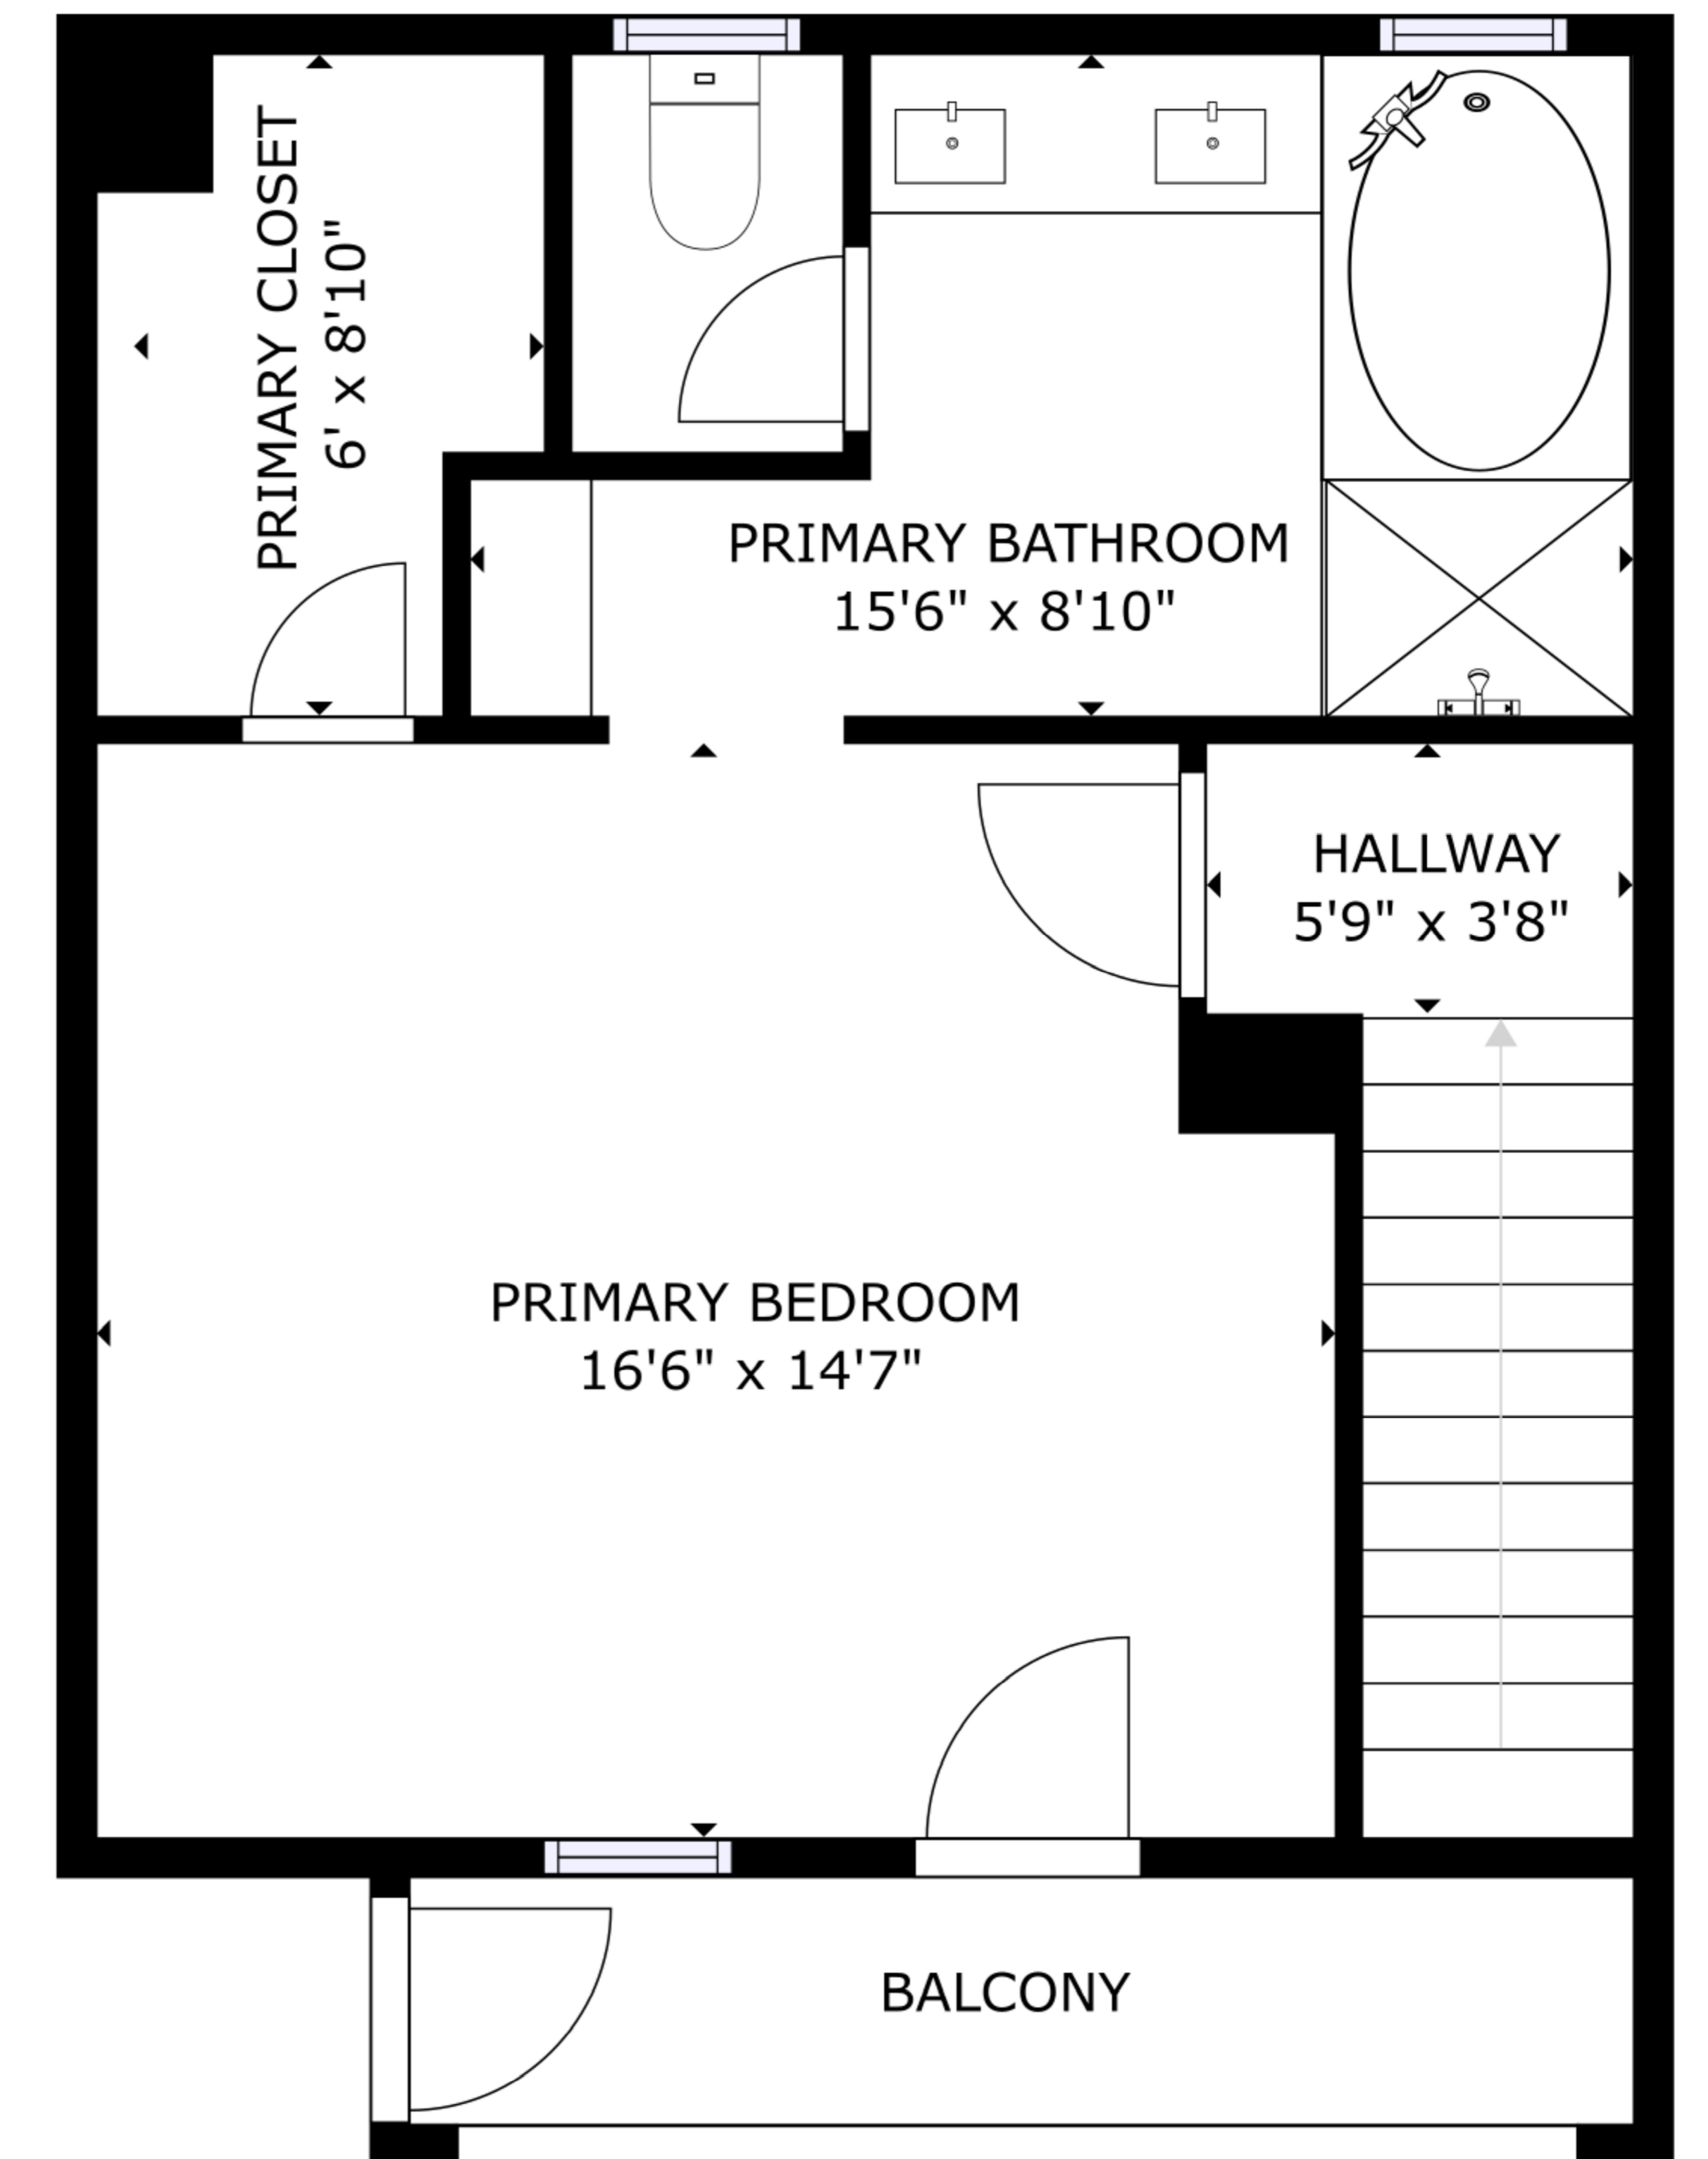 PRIMARY CLOSET
6' x 8'10"
PRIMARY BATHROOM
15'6" x 8'10"
HALLWAY
5'9" x 3'8"
PRIMARY BEDROOM
16'6" x 14'7"
BALCONY